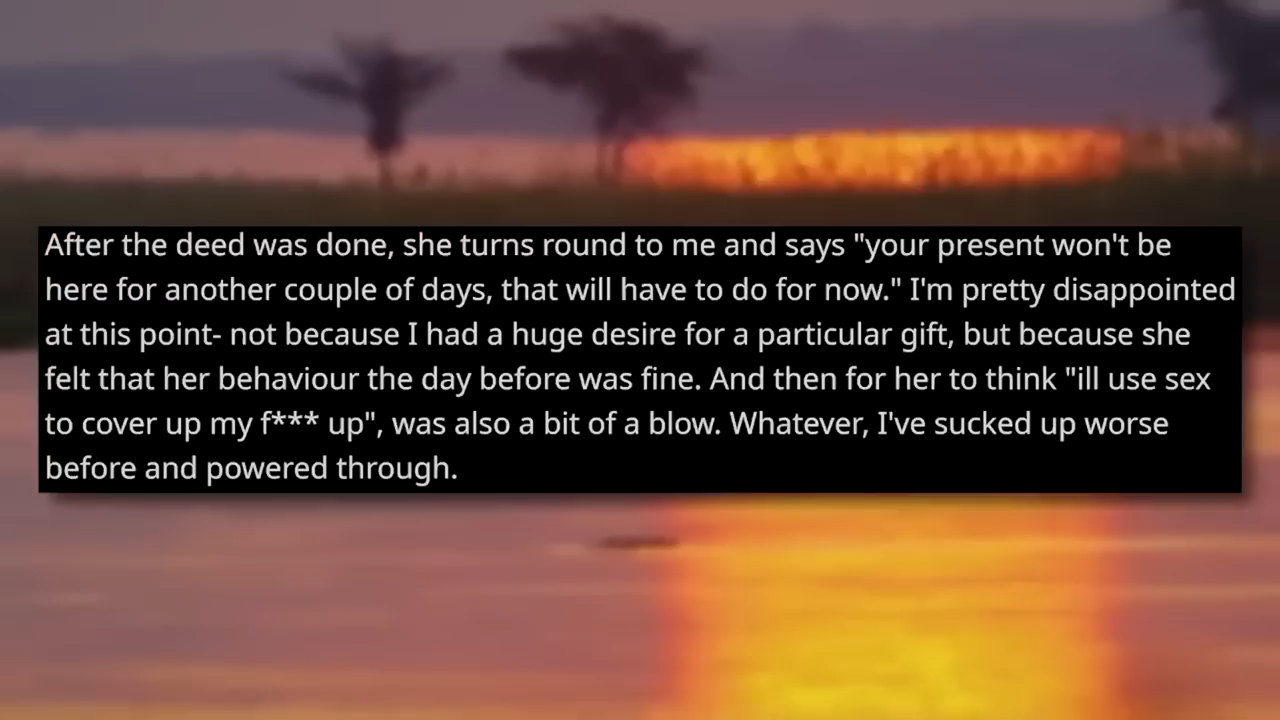 After the deed was done, she turns round to me and says "your present won't be
here for another couple of days, that will have to do for now." I'm pretty disappointed
at this point- not because I had a huge desire for a particular gift, but because she
felt that her behaviour the day before was fine. And then for her to think "ill use sex
to cover up my f*** up", was also a bit of a blow. Whatever, I've sucked up worse
before and powered through.